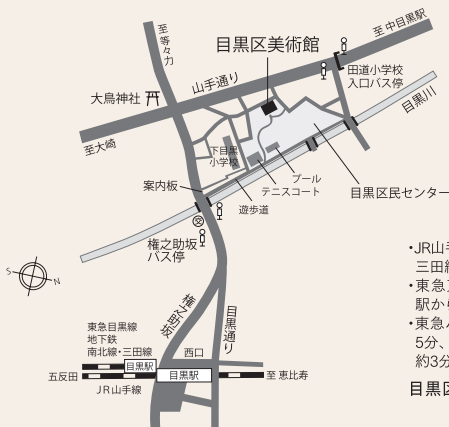 至等々力
至中目黒駅
目黒区美術館
山手通り
田道小学校
入口バス停
大鳥神社
目黒川
至大崎
下目黒
小学校
プール
テニスコート
案内板
目黒区民センター
遊歩道
権之助坂
バス停
S
N
権之助坂
目黒通り
東急目黒線
地下鉄
南北線・三田線
西口
目黒駅
五反田
目黒駅
至 恵比寿
JR山手線
・JR山手
三田線
・東急
駅から
・東急バ
5分、
約3分
目黒区